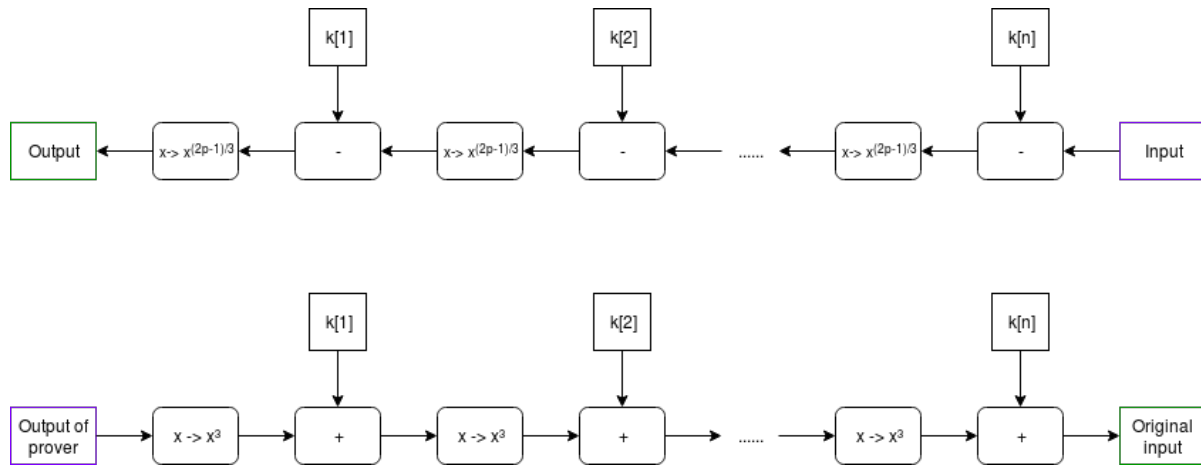 k[1]
k[2]
k[n]
Output
x-> x^(2p-1)/3
-
x-> x^(2p-1)/3
-
......
x-> x^(2p-1)/3
-
Input
k[1]
k[2]
k[n]
Output of
prover
x -> x³
+
x -> x³
+
......
x -> x³
+
Original
input